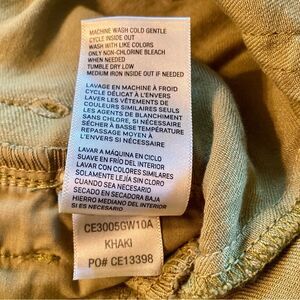 MACHINE WASH COLD GENTLE
CYCLE INSIDE OUT
WASH WITH LIKE COLORS
ONLY NON-CHLORINE BLEACH
WHEN NEEDED
TUMBLE DRY LOW
MEDIUM IRON INSIDE OUT IF NEEDED
LAVAGE EN MACHINE À FROID
CYCLE DÉLICAT À L'ENVERS
LAVER LES VÊTEMENTS DE
COULEURS SIMILAIRES SEULS
LES AGENTS DE BLANCHIMENT
SANS CHLORE, SI NÉCESSAIRE
SÉCHER À BASSE TEMPÉRATURE
REPASSAGE MOYEN À
L'ENVERS SI NÉCESSAIRE
LAVAR A MÁQUINA EN CICLO
SUAVE EN FRÍO DEL INTERIOR
LAVAR CON COLORES SIMILARES
SOLAMENTE LEJÍA SIN CLORO
CUANDO SEA NECESARIO
SECADO EN SECADORA BAJA
HIERRO MEDIANO DEL INTERIOR
SI ES NECESARIO
CE3005GW10A
KHAKI
PO# CE13398